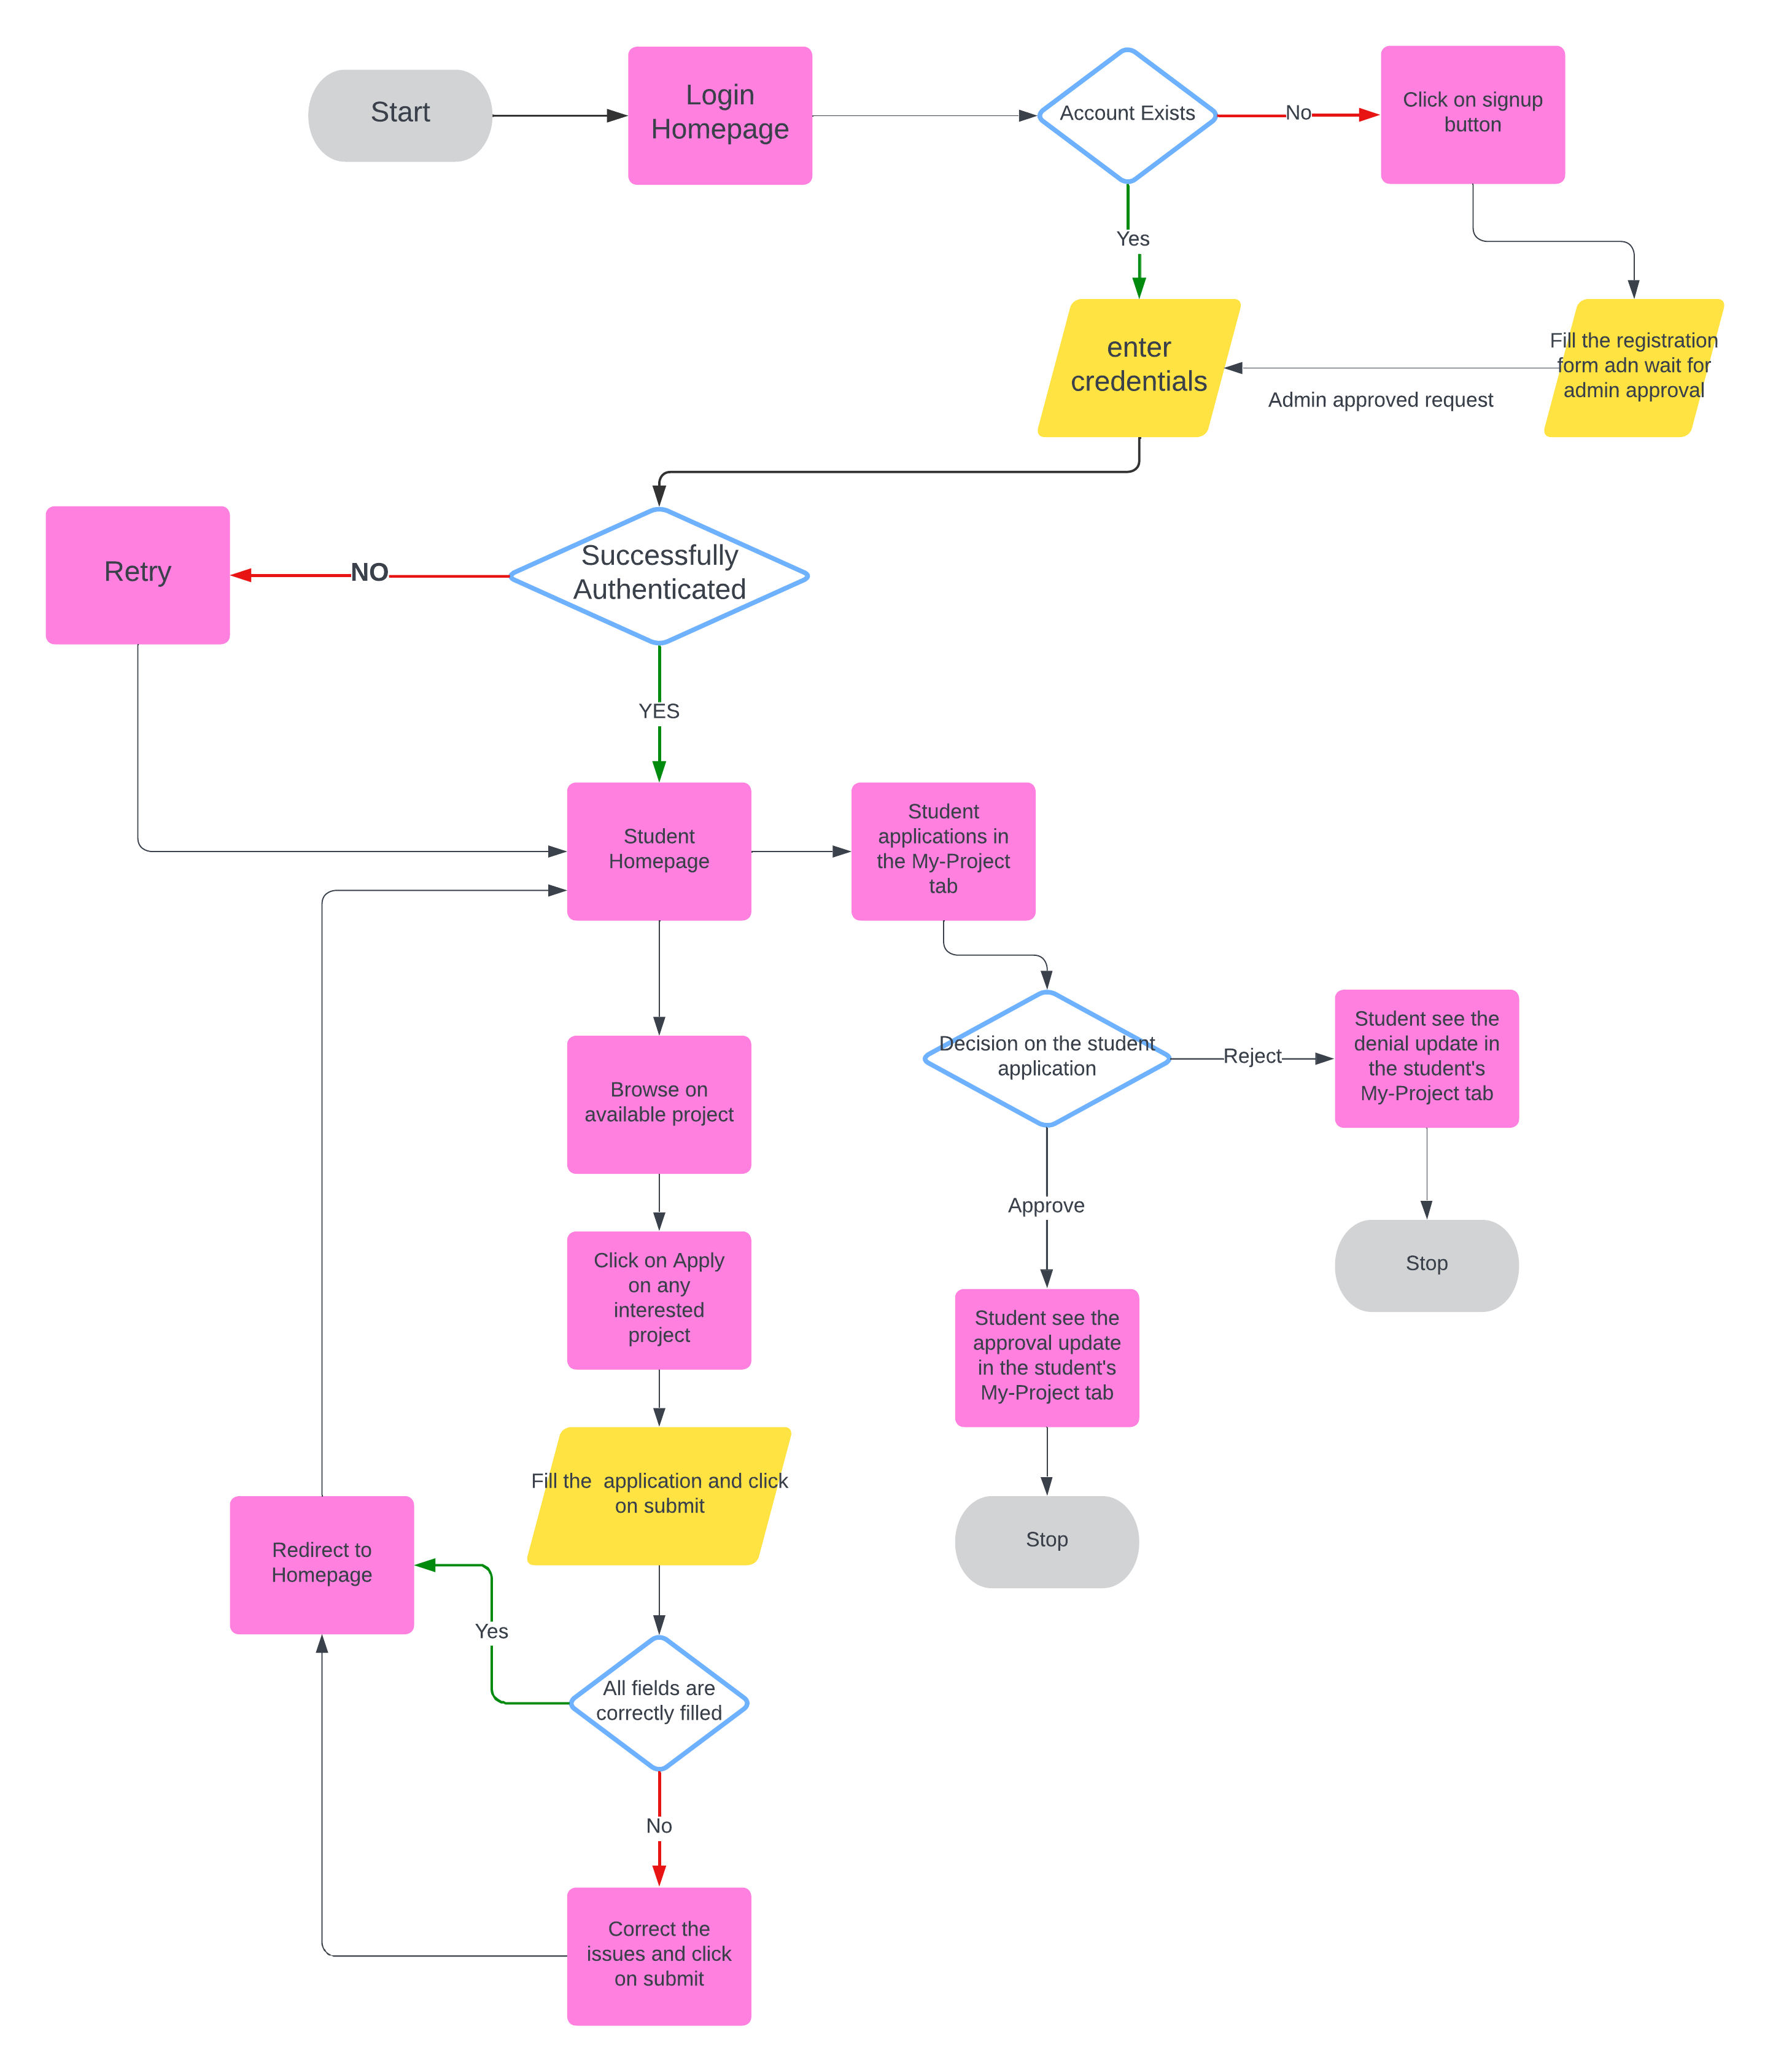 Start
Login
Homepage
Account Exists
No
Click on signup
button
Yes
enter
credentials
Admin approved request
Fill the registration
form adn wait for
admin approval
Retry
NO
Successfully
Authenticated
YES
Student
Homepage
Student
applications in
the My-Project
tab
Decision on the student
application
Reject
Student see the
denial update in
the student's
My-Project tab
Browse on
available project
Approve
Stop
Click on Apply
on any
interested
project
Student see the
approval update
in the student's
My-Project tab
Fill the  application and click
on submit
Stop
Redirect to
Homepage
Yes
All fields are
correctly filled
No
Correct the
issues and click
on submit